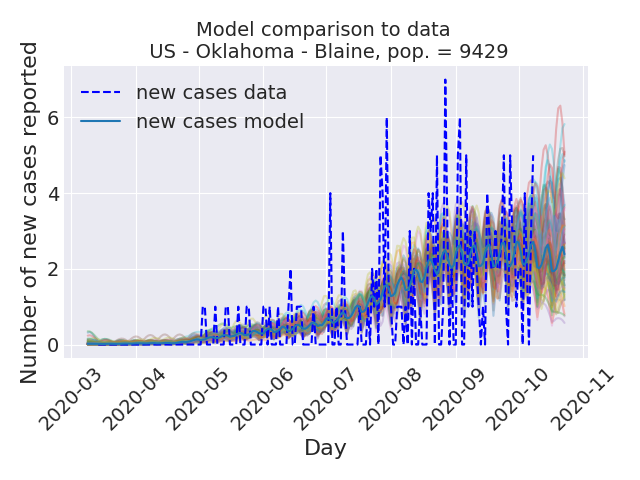 Model comparison to data
US - Oklahoma - Blaine, pop. = 9429
Number of new cases reported
new cases data
new cases model
6
4
2
0
2020-03
2020-04
2020-05
2020-06
2020-07
2020-08
2020-09
2020-10
2020-11
Day